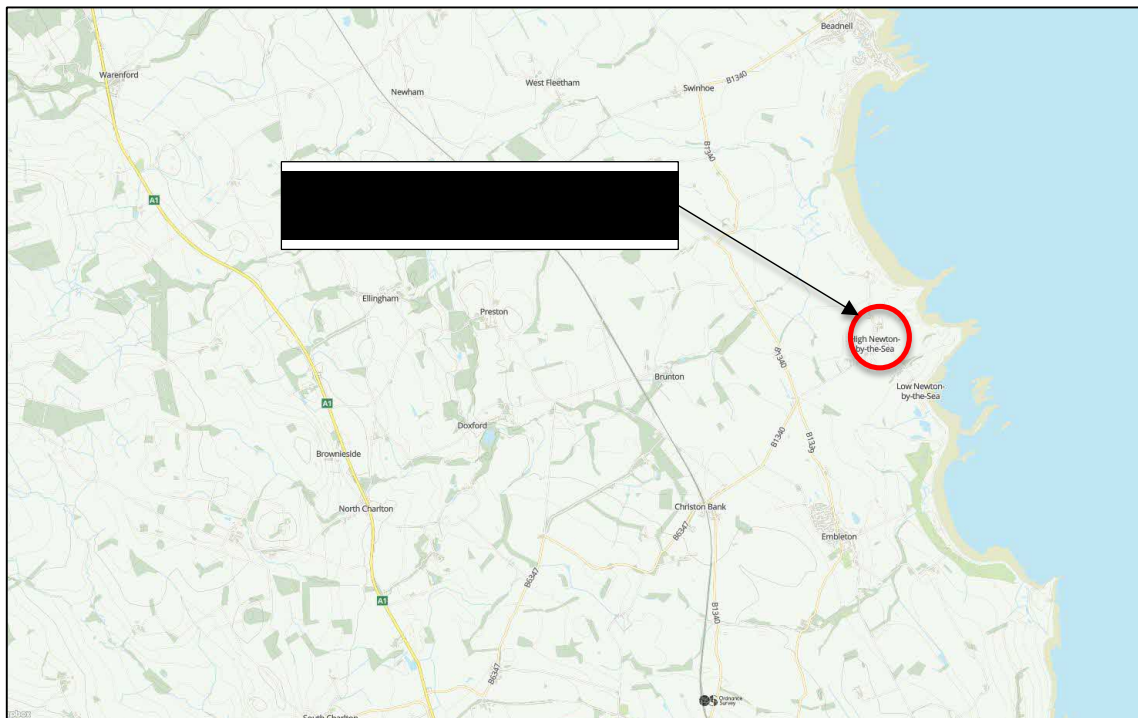 Beadnell
Warenford
West Fleetham
B1340
Newham
Swinhoe
B1340
A1
Ellingham
Preston
High Newton-
by-the-Sea
B1340
Brunton
Low Newton-
by-the-Sea
A1
Doxford
B1340
B1339
Brownieside
North Charlton
Christon Bank
B6347
Embleton
B6347
A1
B1340
B6347
Ordnance
Survey
South Charlton